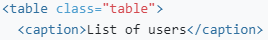 <table class="table">
<caption>List of users</caption>